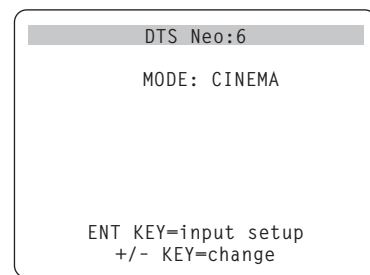 DTS Neo:6
MODE: CINEMA
ENT KEY=input setup
+/- KEY=change